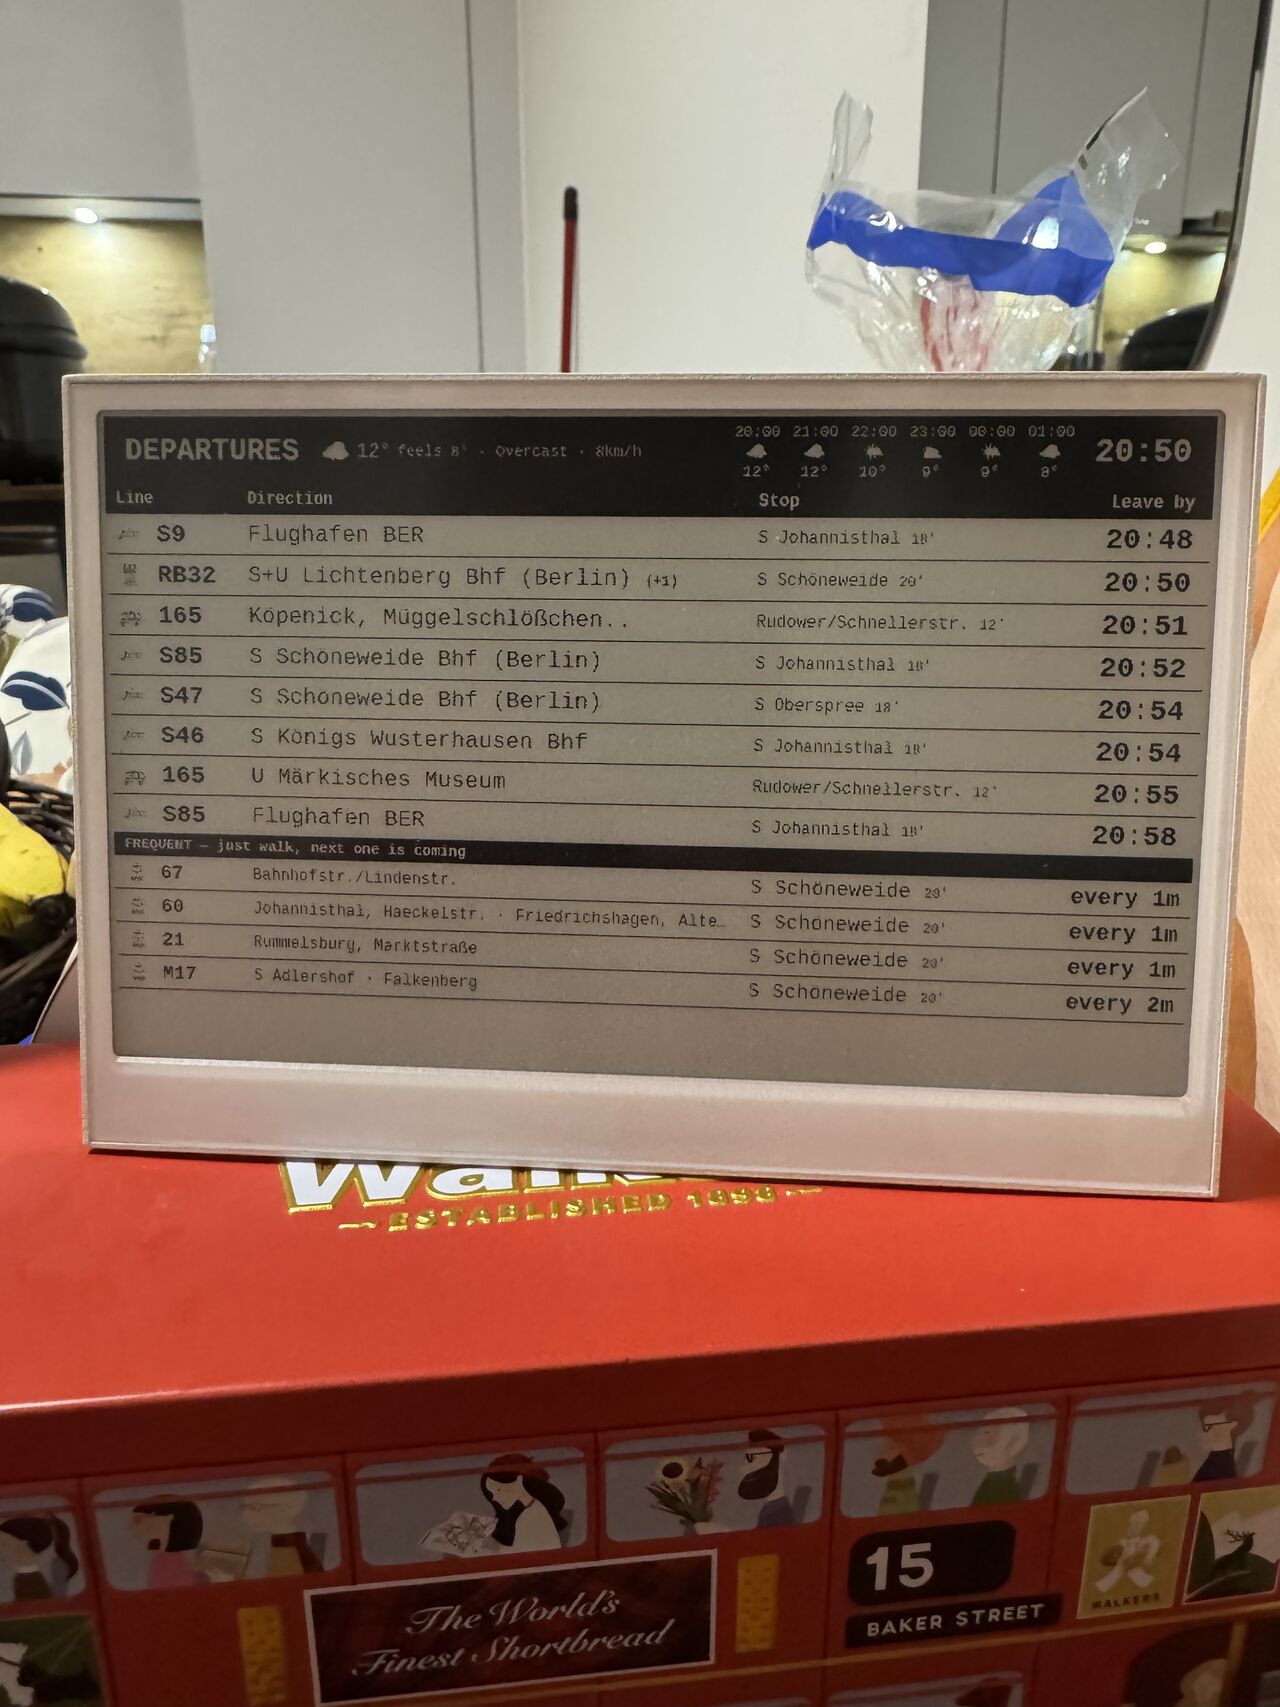 20:00 21:00 22:00 23:00 00:00 01:00
DEPARTURES 12° feels 8° · Overcast · 8km/h 20:50
12° 12° 10° 9° 9° 8°
Line Direction Stop Leave by
S9 Flughafen BER S Johannisthal 18' 20:48
RB32 S+U Lichtenberg Bhf (Berlin) (+1) S Schöneweide 20' 20:50
165 Köpenick, Müggelschlößchen.. Rudower/Schnellerstr. 12' 20:51
S85 S Schöneweide Bhf (Berlin) S Johannisthal 18' 20:52
S47 S Schöneweide Bhf (Berlin) S Oberspree 18' 20:54
S46 S Königs Wusterhausen Bhf S Johannisthal 18' 20:54
165 U Märkisches Museum Rudower/Schnellerstr. 12' 20:55
S85 Flughafen BER S Johannisthal 18' 20:58
FREQUENT – just walk, next one is coming
67 Bahnhofstr./Lindenstr. S Schöneweide 20' every 1m
60 Johannisthal, Haeckelstr. · Friedrichshagen, Alte… S Schöneweide 20' every 1m
21 Rummelsburg, Marktstraße S Schöneweide 20' every 1m
M17 S Adlershof · Falkenberg S Schöneweide 20' every 2m
ESTABLISHED 1898
15
BAKER STREET
WALKERS
The World's
Finest Shortbread